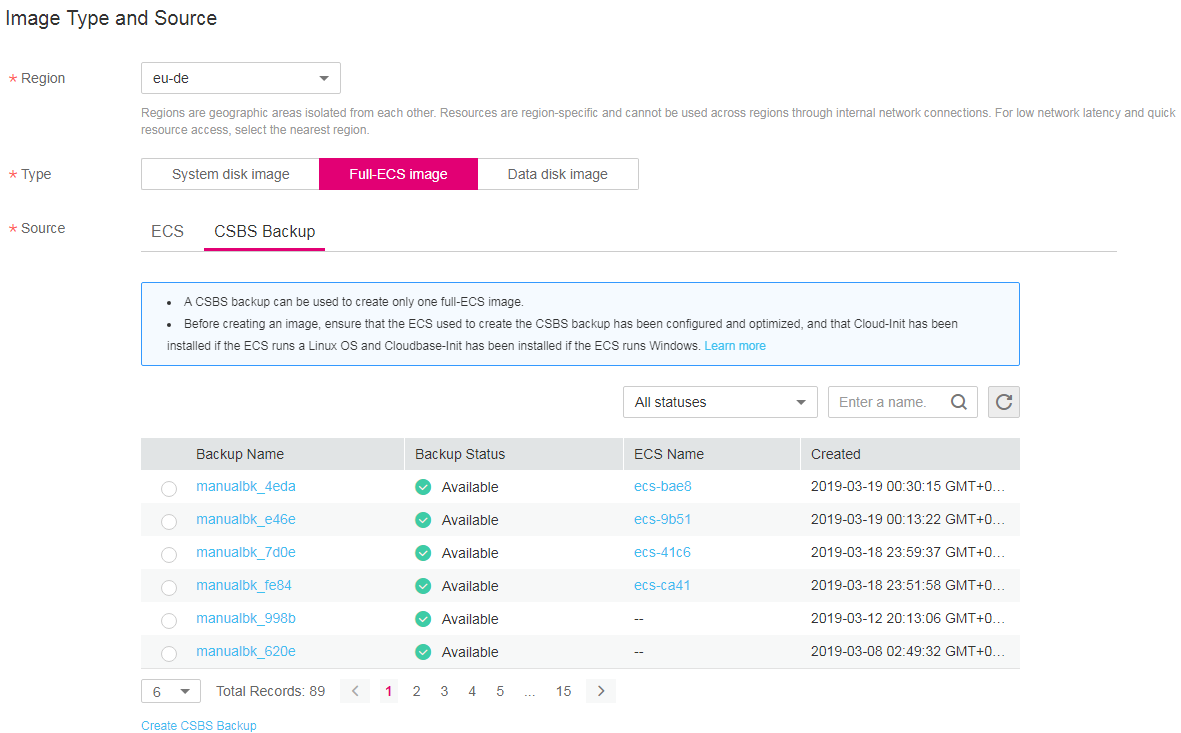 Image Type and Source
* Region
eu-de
Regions are geographic areas isolated from each other. Resources are region-specific and cannot be used across regions through internal network connections. For low network latency and quick
resource access, select the nearest region.
* Type
System disk image
Full-ECS image
Data disk image
* Source
ECS
CSBS Backup
• A CSBS backup can be used to create only one full-ECS image.
• Before creating an image, ensure that the ECS used to create the CSBS backup has been configured and optimized, and that Cloud-Init has been
installed if the ECS runs a Linux OS and Cloudbase-Init has been installed if the ECS runs Windows. Learn more
All statuses
Enter a name.
Backup Name Backup Status ECS Name Created
manualbk_4eda Available ecs-bae8 2019-03-19 00:30:15 GMT+0...
manualbk_e46e Available ecs-9b51 2019-03-19 00:13:22 GMT+0...
manualbk_7d0e Available ecs-41c6 2019-03-18 23:59:37 GMT+0...
manualbk_fe84 Available ecs-ca41 2019-03-18 23:51:58 GMT+0...
manualbk_998b Available -- 2019-03-12 20:13:06 GMT+0...
manualbk_620e Available -- 2019-03-08 02:49:32 GMT+0...
6 Total Records: 89 < 1 2 3 4 5 ... 15 >
Create CSBS Backup